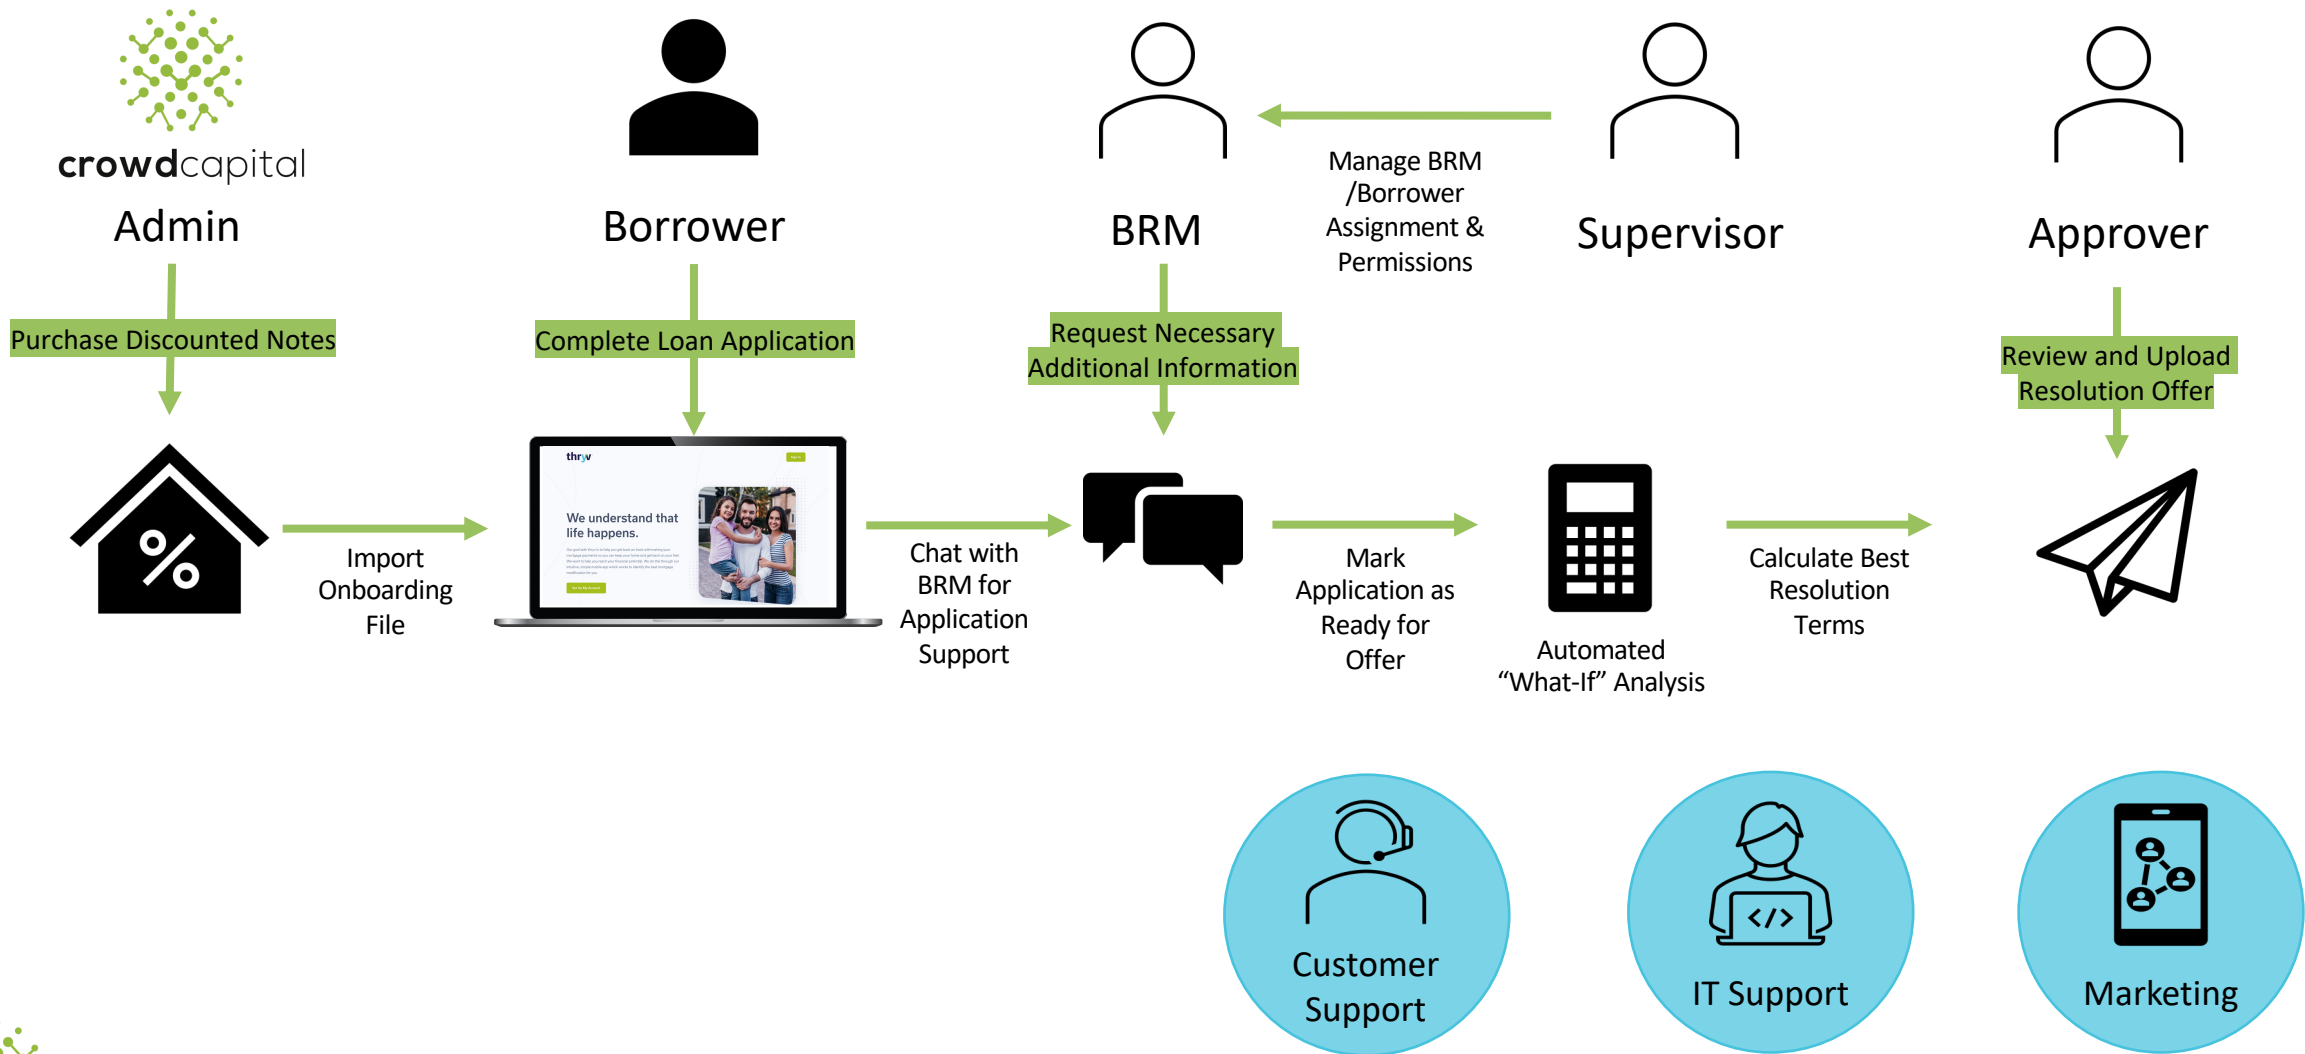 crowdcapital
Admin
Borrower
BRM
Supervisor
Approver
Manage BRM
/Borrower
Assignment &
Permissions
Purchase Discounted Notes
Complete Loan Application
Request Necessary
Additional Information
Review and Upload
Resolution Offer
Import
Onboarding
File
thryv
Sign In
We understand that
life happens.
Chat with
BRM for
Application
Support
Mark
Application as
Ready for
Offer
Automated
“What-If” Analysis
Calculate Best
Resolution
Terms
%
Customer
Support
</>
IT Support
Marketing